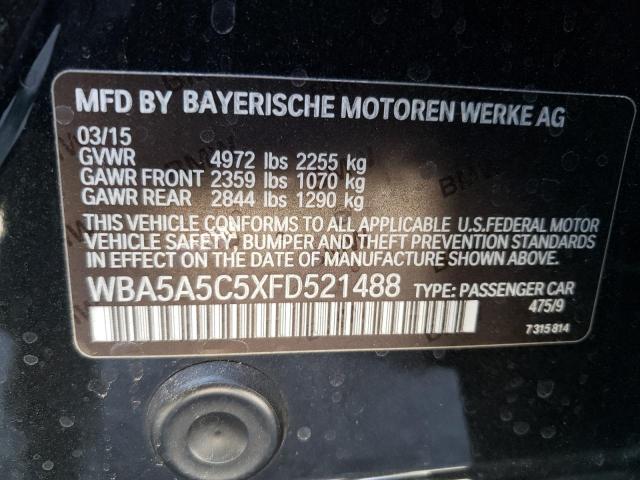 MFD BY BAYERISCHE MOTOREN WERKE AG
03/15
GVWR 4972 lbs 2255 kg
GAWR FRONT 2359 lbs 1070 kg
GAWR REAR 2844 lbs 1290 kg
THIS VEHICLE CONFORMS TO ALL APPLICABLE U.S.FEDERAL MOTOR
VEHICLE SAFETY, BUMPER AND THEFT PREVENTION STANDARDS
IN EFFECT ON THE DATE OF MANUFACTURE SHOWN ABOVE.
WBA5A5C5XFD521488 TYPE: PASSENGER CAR
475/9
7315814